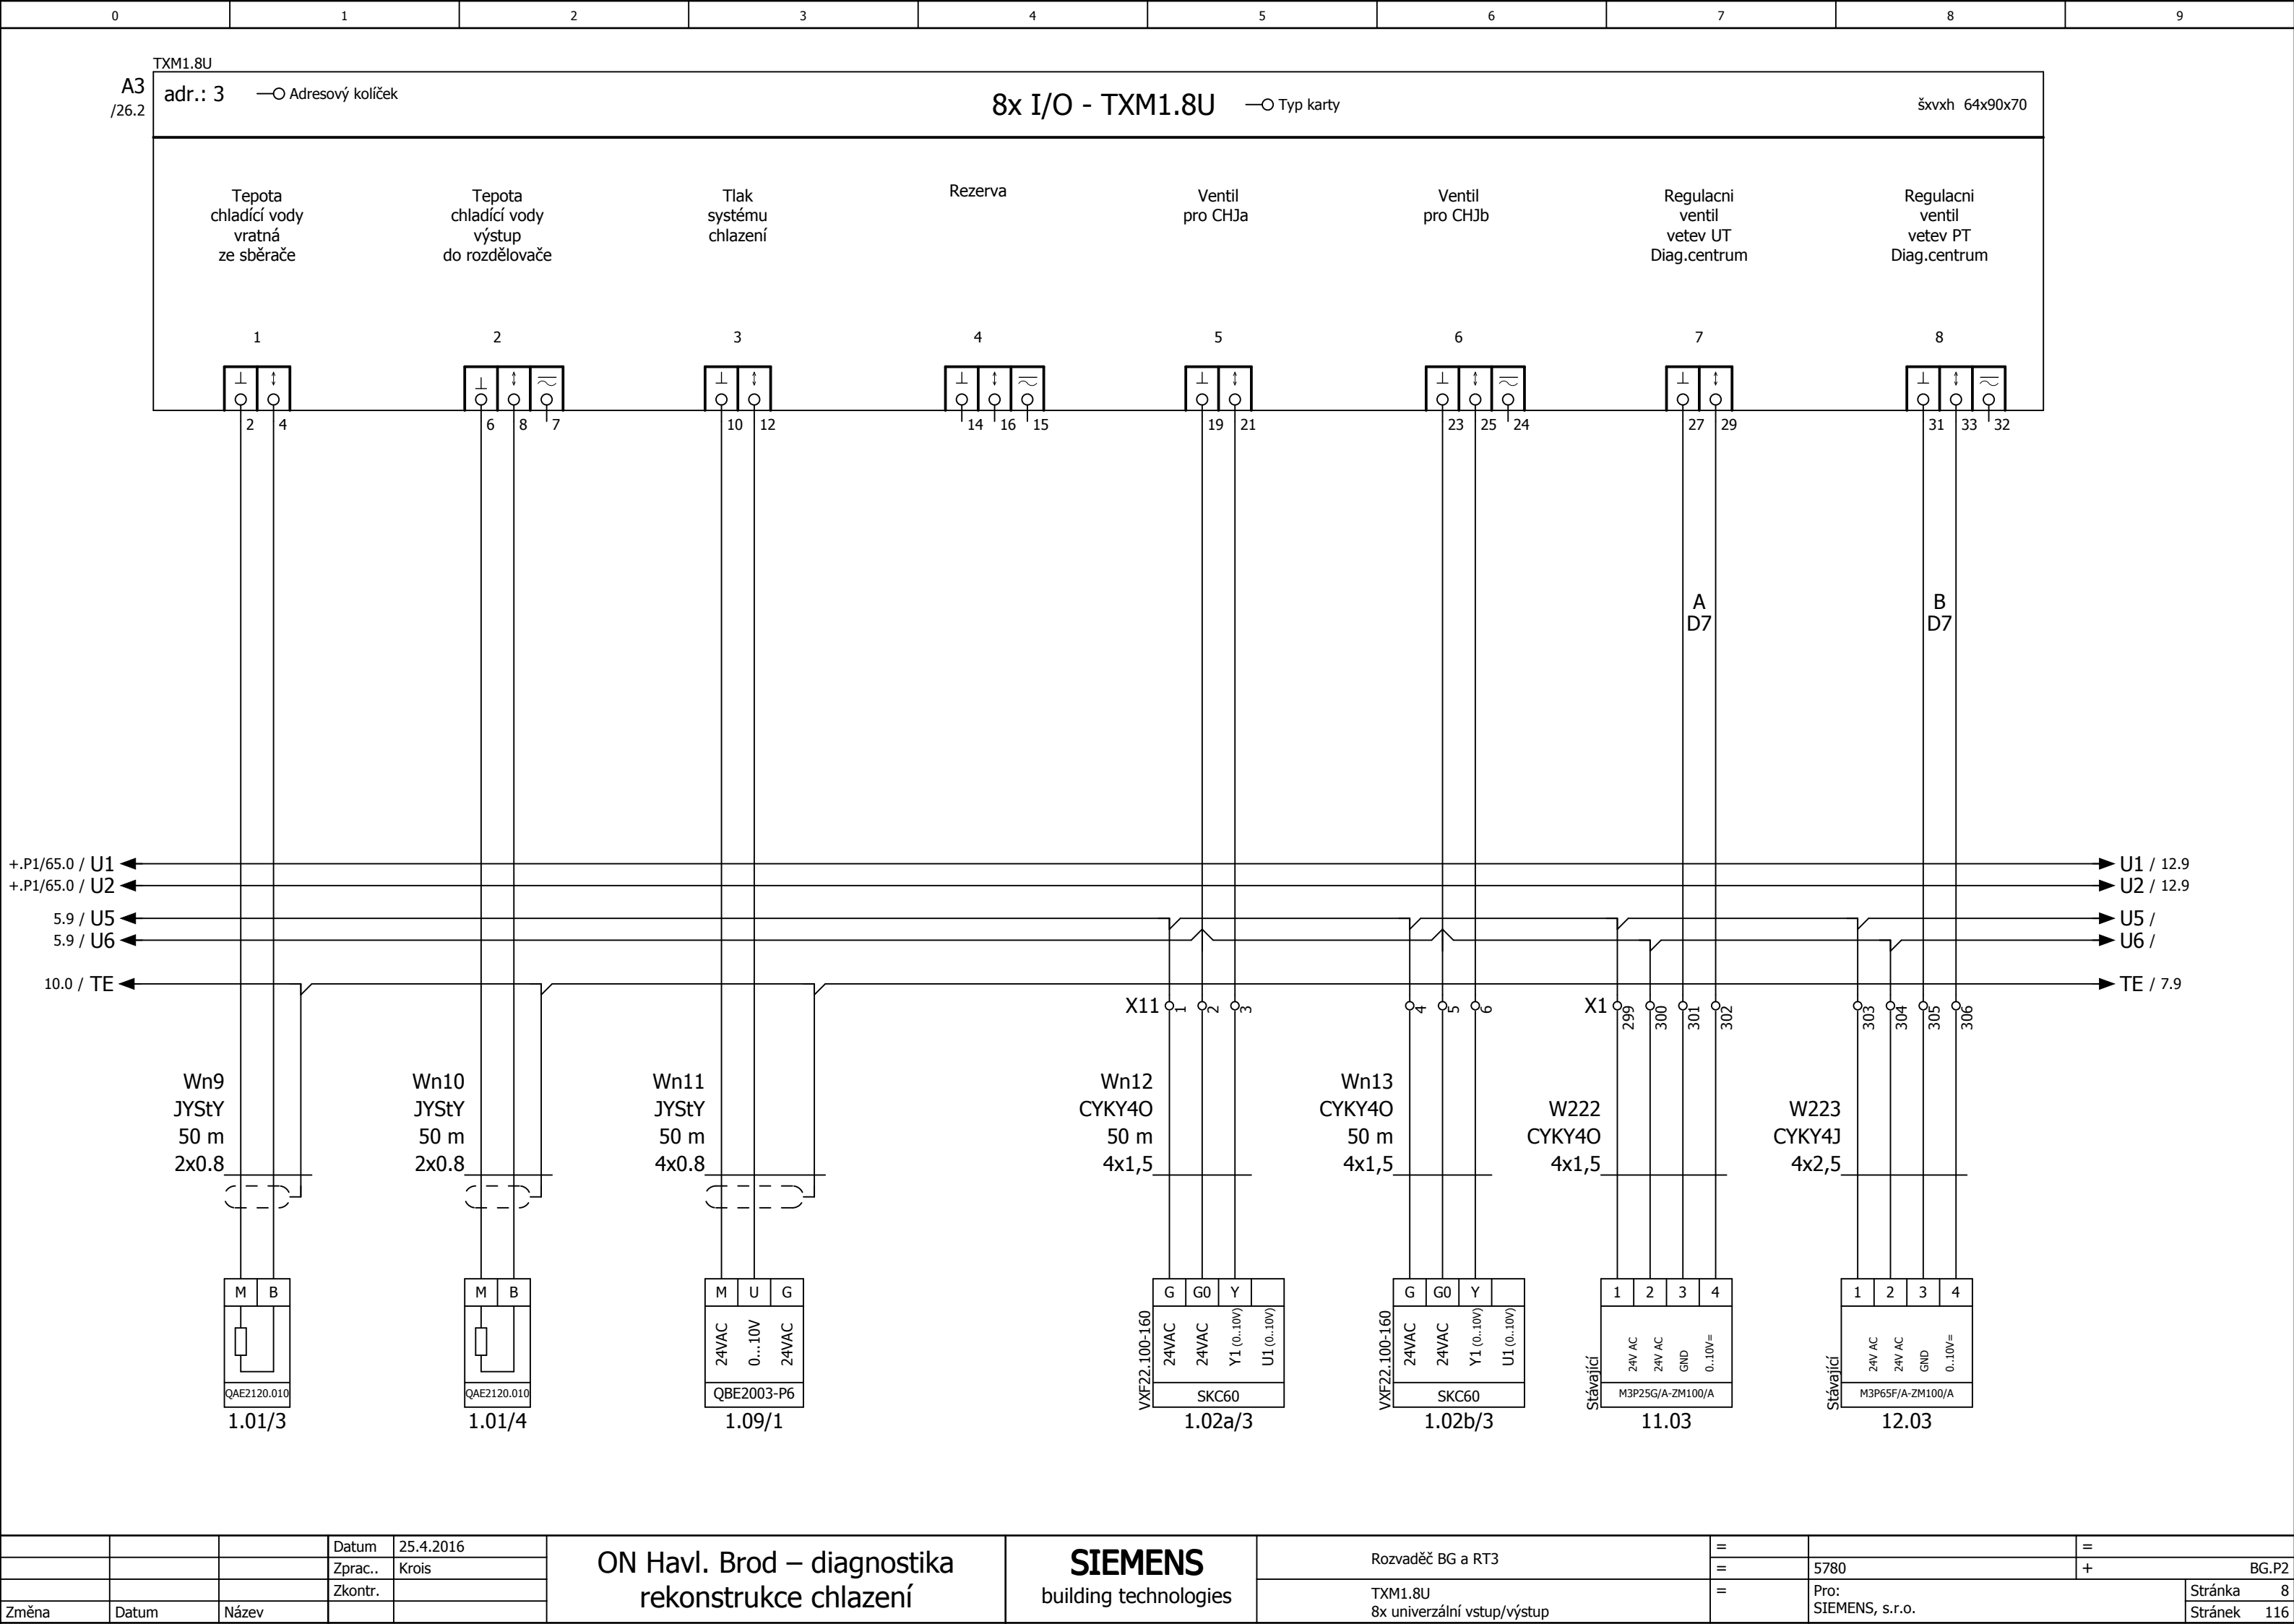 0 1 2 3 4 5 6 7 8 9
TXM1.8U
A3
/26.2
adr.: 3 Adresový kolíček
8x I/O - TXM1.8U Typ karty
šxvxh 64x90x70
Tepota
chladící vody
vratná
ze sběrače
Tepota
chladící vody
výstup
do rozdělovače
Tlak
systému
chlazení
Rezerva
Ventil
pro CHJa
Ventil
pro CHJb
Regulacni
ventil
vetev UT
Diag.centrum
Regulacni
ventil
vetev PT
Diag.centrum
1 2 3 4 5 6 7 8
2 4 6 8 7 10 12 14 16 15 19 21 23 25 24 27 29 31 33 32
A
D7
B
D7
+.P1/65.0 / U1 U1 / 12.9
+.P1/65.0 / U2 U2 / 12.9
5.9 / U5 U5 /
5.9 / U6 U6 /
10.0 / TE TE / 7.9
X11 1 2 3 4 5 6
X1 299 300 301 302 303 304 305 306
Wn9
JYStY
50 m
2x0.8
Wn10
JYStY
50 m
2x0.8
Wn11
JYStY
50 m
4x0.8
Wn12
CYKY4O
50 m
4x1,5
Wn13
CYKY4O
50 m
4x1,5
W222
CYKY4O
4x1,5
W223
CYKY4J
4x2,5
M B
QAE2120.010
1.01/3
M B
QAE2120.010
1.01/4
M U G
24VAC 0...10V 24VAC
QBE2003-P6
1.09/1
G G0 Y
VXF22.100-160
24VAC 24VAC Y1 (0..10V) U1 (0..10V)
SKC60
1.02a/3
G G0 Y
VXF22.100-160
24VAC 24VAC Y1 (0..10V) U1 (0..10V)
SKC60
1.02b/3
1 2 3 4
Stávající
24V AC 24V AC GND 0..10V=
M3P25G/A-ZM100/A
11.03
1 2 3 4
Stávající
24V AC 24V AC GND 0..10V=
M3P65F/A-ZM100/A
12.03
Datum 25.4.2016
Zprac.. Krois
Zkontr.
Změna Datum Název
ON Havl. Brod – diagnostika
rekonstrukce chlazení
SIEMENS
building technologies
Rozvaděč BG a RT3
TXM1.8U
8x univerzální vstup/výstup
= =
= 5780 + BG.P2
= Pro:
SIEMENS, s.r.o.
Stránka 8
Stránek 116